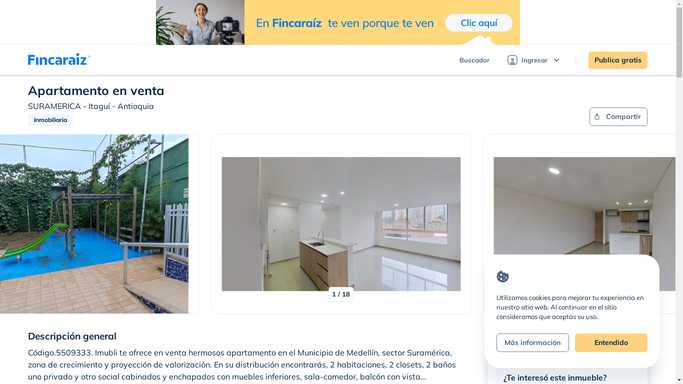 En Fincaraíz te ven porque te ven
Clic aquí
Fincaraíz
Buscador
Ingresar
Publica gratis
Apartamento en venta
SURAMERICA - Itaguí - Antioquia
Inmobiliaria
Compartir
1 / 18
Utilizamos cookies para mejorar tu experiencia en
nuestro sitio web. Al continuar en el sitio
consideramos que aceptas su uso.
Más información
Entendido
Descripción general
Código.5509333. Imubli te ofrece en venta hermosos apartamento en el Municipio de Medellín, sector Suramérica,
zona de crecimiento y proyección de valorización. En su distribución encontrarás, 2 habitaciones, 2 closets, 2 baños
uno privado y otro social cabinados y enchapados con muebles inferiores, sala-comedor, balcón con vista...
¿Te interesó este inmueble?